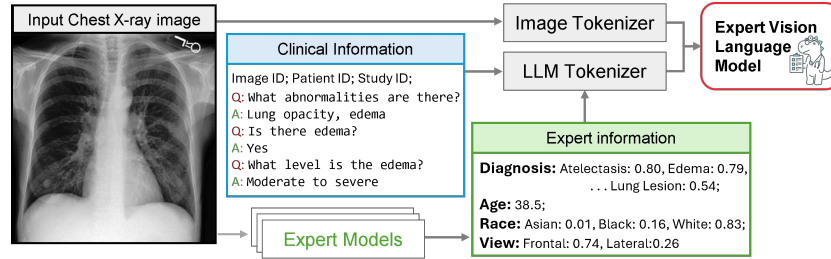 Input Chest X-ray image
Image Tokenizer
Expert Vision
Language
Model
Clinical Information
LLM Tokenizer
Image ID; Patient ID; Study ID;
Q: What abnormalities are there?
A: Lung opacity, edema
Q: Is there edema?
A: Yes
Q: What level is the edema?
A: Moderate to severe
Expert information
Diagnosis: Atelectasis: 0.80, Edema: 0.79,
... Lung Lesion: 0.54;
Age: 38.5;
Race: Asian: 0.01, Black: 0.16, White: 0.83;
View: Frontal: 0.74, Lateral:0.26
Expert Models